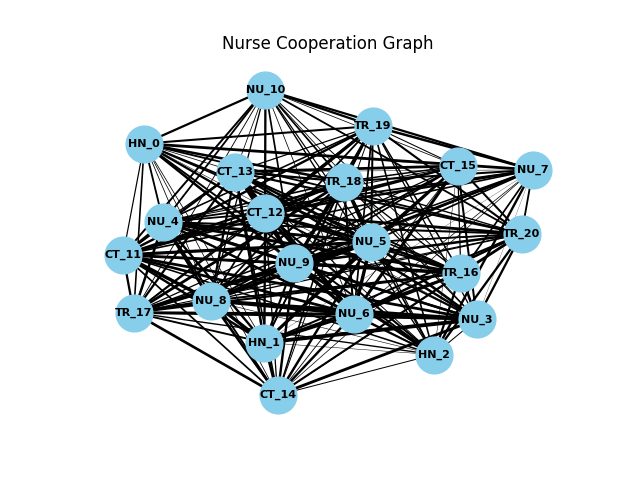 Nurse Cooperation Graph
NU_10
TR_19
HN_0
CT_15
NU_7
CT_13
TR_18
CT_12
NU_4
TR_20
NU_5
CT_11
NU_9
TR_16
NU_8
TR_17
NU_6
NU_3
HN_1
HN_2
CT_14